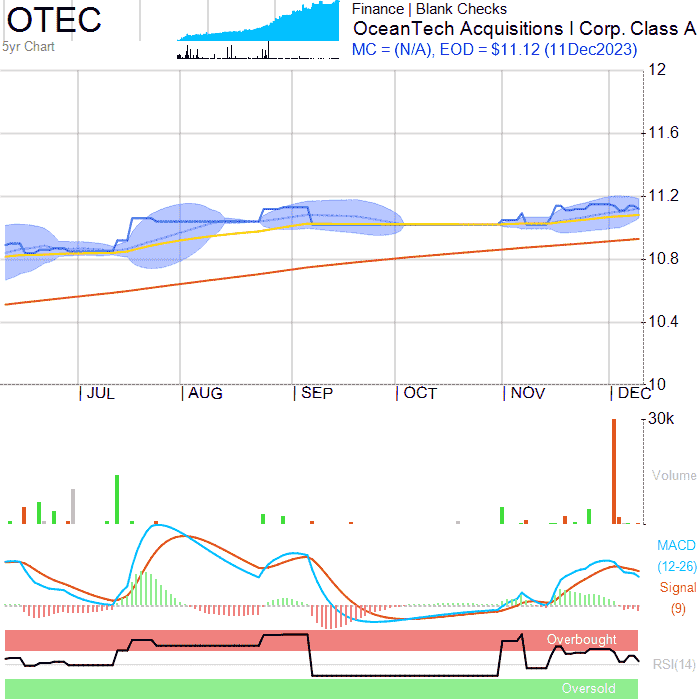 OTEC
5yr Chart
Finance | Blank Checks
OceanTech Acquisitions I Corp. Class A
MC = (N/A), EOD = $11.12 (11Dec2023)
12
11.6
11.2
10.8
10.4
10
JUL
AUG
SEP
OCT
NOV
DEC
30k
Volume
MACD
(12-26)
Signal
(9)
Overbought
RSI(14)
Oversold